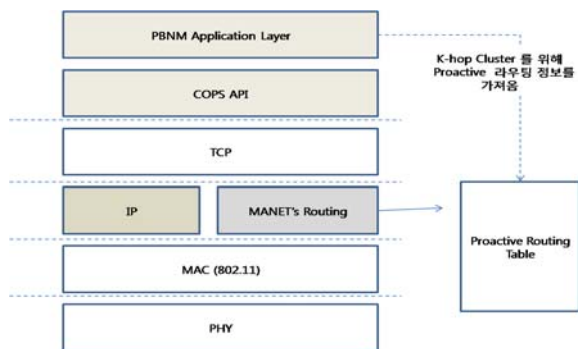 PBNM Application Layer
K-hop Cluster 를 위해
Proactive 라우팅 정보를
가져옴
COPS API
TCP
IP
MANET's Routing
Proactive Routing
Table
MAC (802.11)
PHY